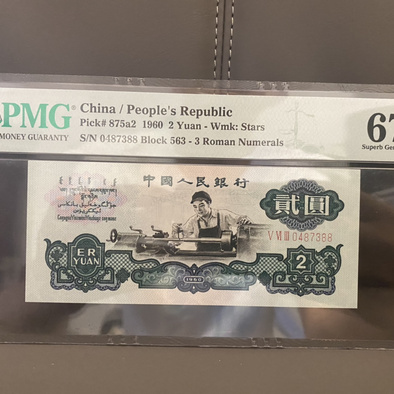 PMG
MONEY GUARANTY
China / People's Republic
Pick# 875a2 1960 2 Yuan - Wmk: Stars
S/N 0487388 Block 563 - 3 Roman Numerals
67
Superb Gem
中國人民銀行
貳圓
V VI III 0487388
ER
YUAN
1960
2